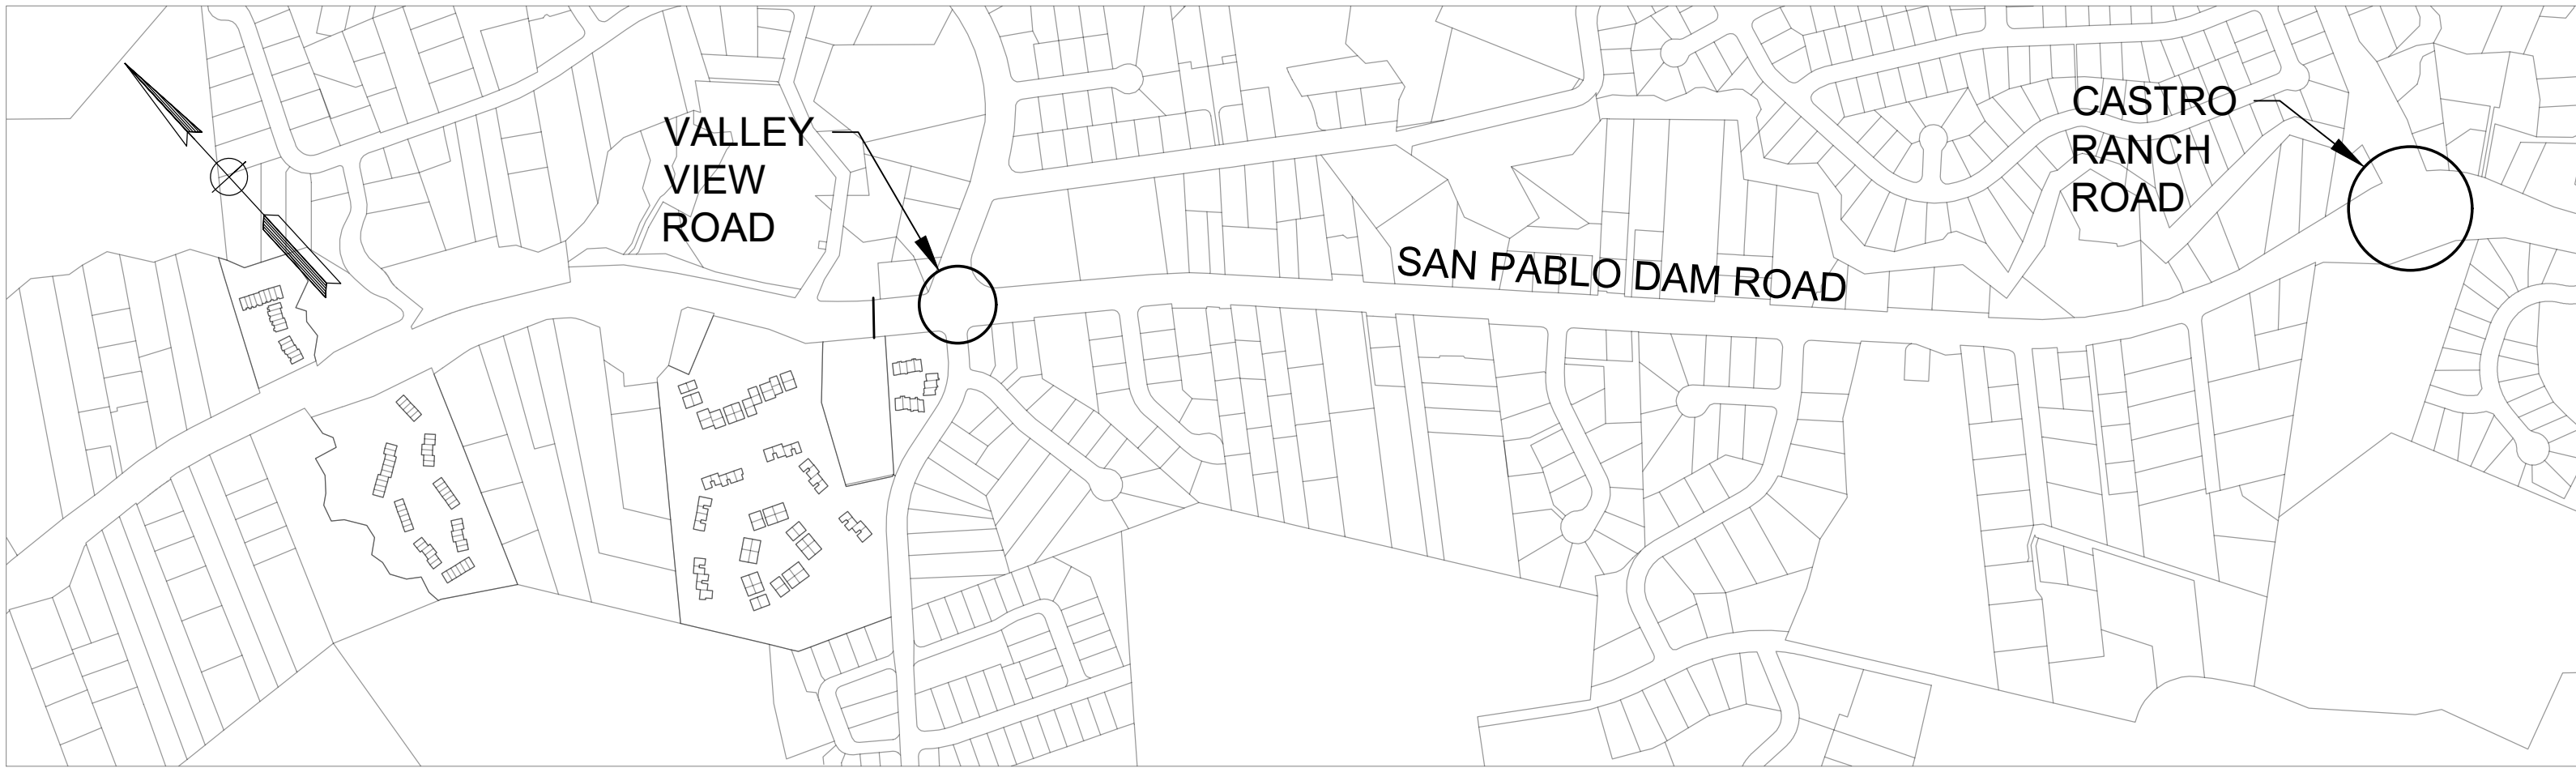 VALLEY
VIEW
ROAD
SAN PABLO DAM ROAD
CASTRO
RANCH
ROAD